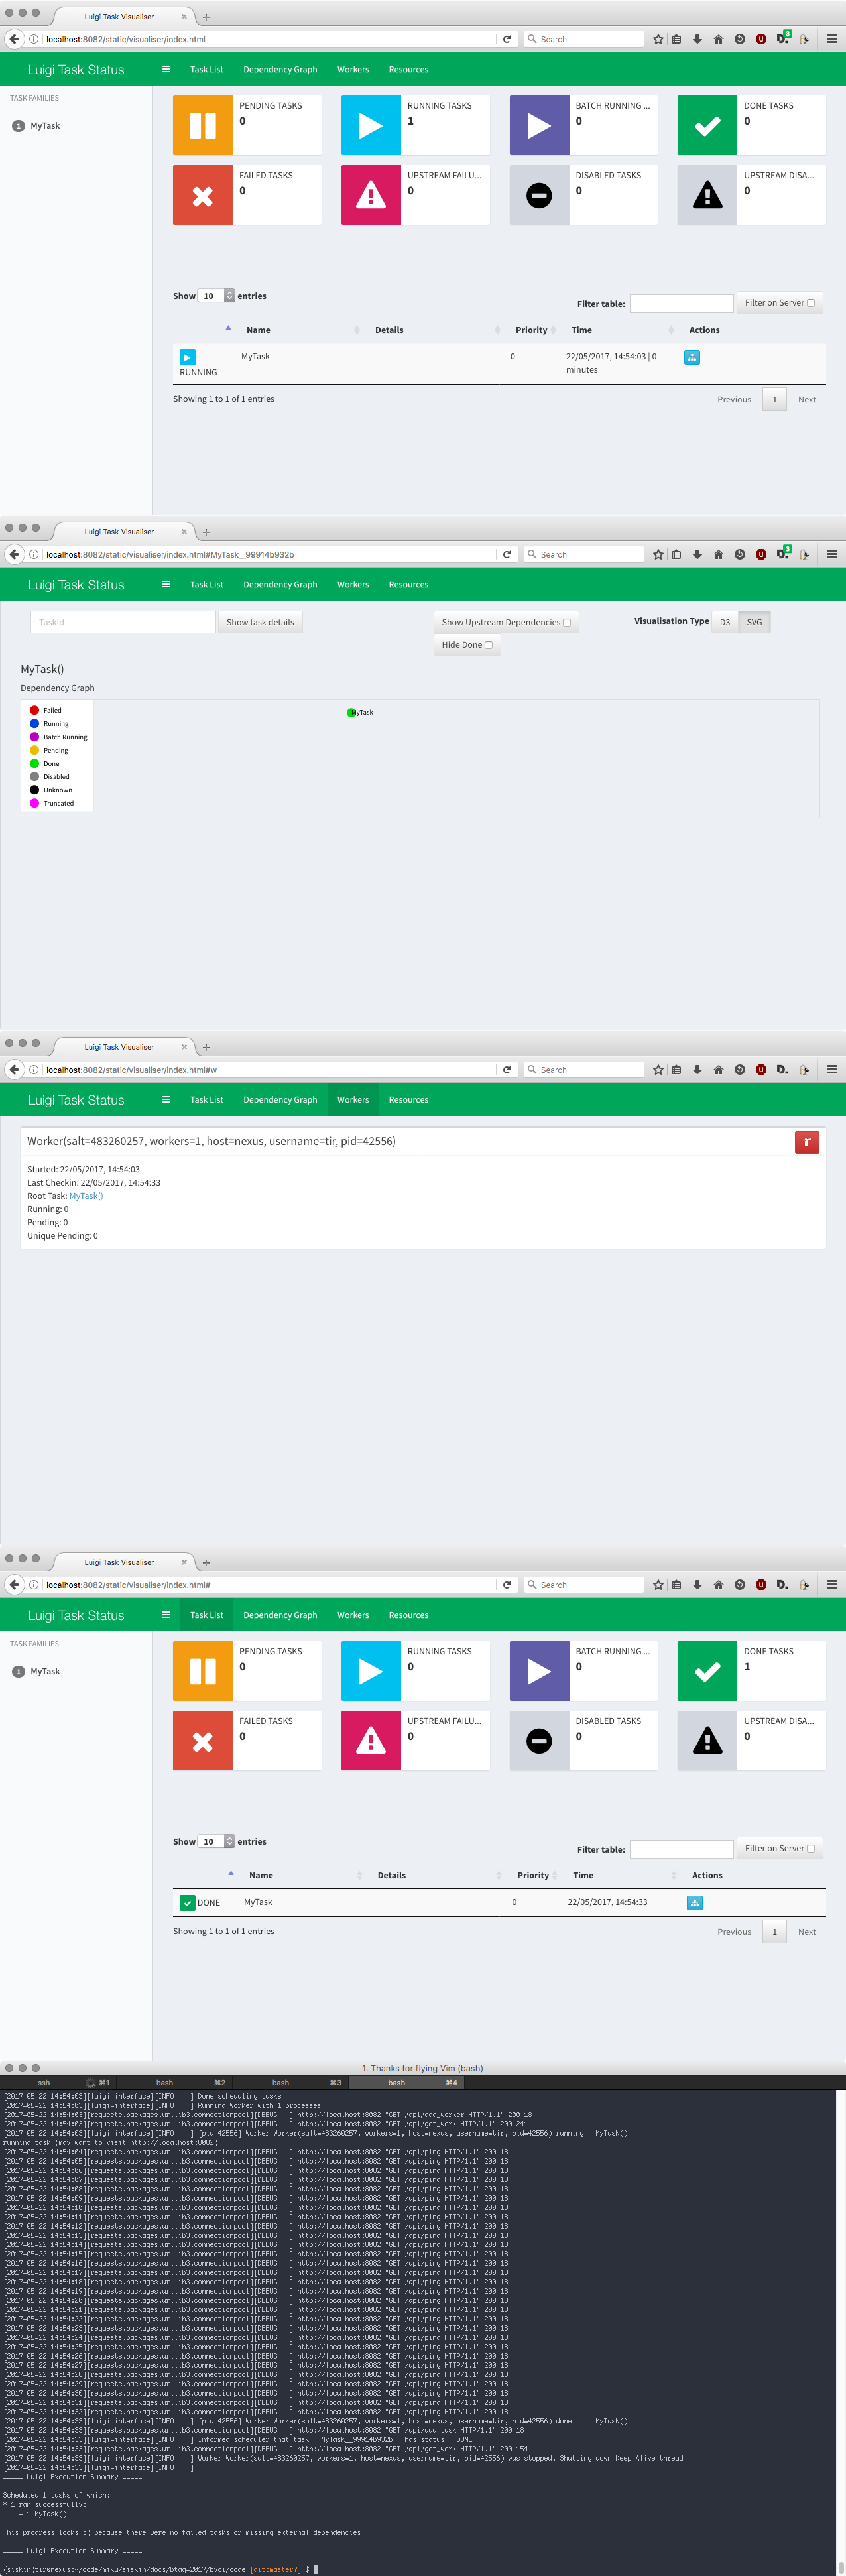 Luigi Task Visualiser
localhost:8082/static/visualiser/index.html
Search
3
Luigi Task Status
Task List
Dependency Graph
Workers
Resources
TASK FAMILIES
1 MyTask
PENDING TASKS
0
RUNNING TASKS
1
BATCH RUNNING ...
0
DONE TASKS
0
FAILED TASKS
0
UPSTREAM FAILU...
0
DISABLED TASKS
0
UPSTREAM DISA...
0
Show 10 entries
Filter table:
Filter on Server
Name Details Priority Time Actions
RUNNING MyTask 0 22/05/2017, 14:54:03 | 0 minutes
Showing 1 to 1 of 1 entries
Previous 1 Next
Luigi Task Visualiser
localhost:8082/static/visualiser/index.html#MyTask__99914b932b
Search
3
Luigi Task Status
Task List
Dependency Graph
Workers
Resources
TaskId
Show task details
Show Upstream Dependencies
Hide Done
Visualisation Type D3 SVG
MyTask()
Dependency Graph
Failed
Running
Batch Running
Pending
Done
Disabled
Unknown
Truncated
MyTask
Luigi Task Visualiser
localhost:8082/static/visualiser/index.html#w
Search
Luigi Task Status
Task List
Dependency Graph
Workers
Resources
Worker(salt=483260257, workers=1, host=nexus, username=tir, pid=42556)
Started: 22/05/2017, 14:54:03
Last Checkin: 22/05/2017, 14:54:33
Root Task: MyTask()
Running: 0
Pending: 0
Unique Pending: 0
Luigi Task Visualiser
localhost:8082/static/visualiser/index.html#
Search
Luigi Task Status
Task List
Dependency Graph
Workers
Resources
TASK FAMILIES
1 MyTask
PENDING TASKS
0
RUNNING TASKS
0
BATCH RUNNING ...
0
DONE TASKS
1
FAILED TASKS
0
UPSTREAM FAILU...
0
DISABLED TASKS
0
UPSTREAM DISA...
0
Show 10 entries
Filter table:
Filter on Server
Name Details Priority Time Actions
DONE MyTask 0 22/05/2017, 14:54:33
Showing 1 to 1 of 1 entries
Previous 1 Next
1. Thanks for flying Vim (bash)
ssh ⌘1 bash ⌘2 bash ⌘3 bash ⌘4
[2017-05-22 14:54:03][luigi-interface][INFO    ] Done scheduling tasks
[2017-05-22 14:54:03][luigi-interface][INFO    ] Running Worker with 1 processes
[2017-05-22 14:54:03][requests.packages.urllib3.connectionpool][DEBUG   ] http://localhost:8082 "GET /api/add_worker HTTP/1.1" 200 18
[2017-05-22 14:54:03][requests.packages.urllib3.connectionpool][DEBUG   ] http://localhost:8082 "GET /api/get_work HTTP/1.1" 200 241
[2017-05-22 14:54:03][luigi-interface][INFO    ] [pid 42556] Worker Worker(salt=483260257, workers=1, host=nexus, username=tir, pid=42556) running   MyTask()
running task (may want to visit http://localhost:8082)
[2017-05-22 14:54:04][requests.packages.urllib3.connectionpool][DEBUG   ] http://localhost:8082 "GET /api/ping HTTP/1.1" 200 18
[2017-05-22 14:54:05][requests.packages.urllib3.connectionpool][DEBUG   ] http://localhost:8082 "GET /api/ping HTTP/1.1" 200 18
[2017-05-22 14:54:06][requests.packages.urllib3.connectionpool][DEBUG   ] http://localhost:8082 "GET /api/ping HTTP/1.1" 200 18
[2017-05-22 14:54:07][requests.packages.urllib3.connectionpool][DEBUG   ] http://localhost:8082 "GET /api/ping HTTP/1.1" 200 18
[2017-05-22 14:54:08][requests.packages.urllib3.connectionpool][DEBUG   ] http://localhost:8082 "GET /api/ping HTTP/1.1" 200 18
[2017-05-22 14:54:09][requests.packages.urllib3.connectionpool][DEBUG   ] http://localhost:8082 "GET /api/ping HTTP/1.1" 200 18
[2017-05-22 14:54:10][requests.packages.urllib3.connectionpool][DEBUG   ] http://localhost:8082 "GET /api/ping HTTP/1.1" 200 18
[2017-05-22 14:54:11][requests.packages.urllib3.connectionpool][DEBUG   ] http://localhost:8082 "GET /api/ping HTTP/1.1" 200 18
[2017-05-22 14:54:12][requests.packages.urllib3.connectionpool][DEBUG   ] http://localhost:8082 "GET /api/ping HTTP/1.1" 200 18
[2017-05-22 14:54:13][requests.packages.urllib3.connectionpool][DEBUG   ] http://localhost:8082 "GET /api/ping HTTP/1.1" 200 18
[2017-05-22 14:54:14][requests.packages.urllib3.connectionpool][DEBUG   ] http://localhost:8082 "GET /api/ping HTTP/1.1" 200 18
[2017-05-22 14:54:15][requests.packages.urllib3.connectionpool][DEBUG   ] http://localhost:8082 "GET /api/ping HTTP/1.1" 200 18
[2017-05-22 14:54:16][requests.packages.urllib3.connectionpool][DEBUG   ] http://localhost:8082 "GET /api/ping HTTP/1.1" 200 18
[2017-05-22 14:54:17][requests.packages.urllib3.connectionpool][DEBUG   ] http://localhost:8082 "GET /api/ping HTTP/1.1" 200 18
[2017-05-22 14:54:18][requests.packages.urllib3.connectionpool][DEBUG   ] http://localhost:8082 "GET /api/ping HTTP/1.1" 200 18
[2017-05-22 14:54:19][requests.packages.urllib3.connectionpool][DEBUG   ] http://localhost:8082 "GET /api/ping HTTP/1.1" 200 18
[2017-05-22 14:54:20][requests.packages.urllib3.connectionpool][DEBUG   ] http://localhost:8082 "GET /api/ping HTTP/1.1" 200 18
[2017-05-22 14:54:21][requests.packages.urllib3.connectionpool][DEBUG   ] http://localhost:8082 "GET /api/ping HTTP/1.1" 200 18
[2017-05-22 14:54:22][requests.packages.urllib3.connectionpool][DEBUG   ] http://localhost:8082 "GET /api/ping HTTP/1.1" 200 18
[2017-05-22 14:54:23][requests.packages.urllib3.connectionpool][DEBUG   ] http://localhost:8082 "GET /api/ping HTTP/1.1" 200 18
[2017-05-22 14:54:24][requests.packages.urllib3.connectionpool][DEBUG   ] http://localhost:8082 "GET /api/ping HTTP/1.1" 200 18
[2017-05-22 14:54:25][requests.packages.urllib3.connectionpool][DEBUG   ] http://localhost:8082 "GET /api/ping HTTP/1.1" 200 18
[2017-05-22 14:54:26][requests.packages.urllib3.connectionpool][DEBUG   ] http://localhost:8082 "GET /api/ping HTTP/1.1" 200 18
[2017-05-22 14:54:27][requests.packages.urllib3.connectionpool][DEBUG   ] http://localhost:8082 "GET /api/ping HTTP/1.1" 200 18
[2017-05-22 14:54:28][requests.packages.urllib3.connectionpool][DEBUG   ] http://localhost:8082 "GET /api/ping HTTP/1.1" 200 18
[2017-05-22 14:54:29][requests.packages.urllib3.connectionpool][DEBUG   ] http://localhost:8082 "GET /api/ping HTTP/1.1" 200 18
[2017-05-22 14:54:30][requests.packages.urllib3.connectionpool][DEBUG   ] http://localhost:8082 "GET /api/ping HTTP/1.1" 200 18
[2017-05-22 14:54:31][requests.packages.urllib3.connectionpool][DEBUG   ] http://localhost:8082 "GET /api/ping HTTP/1.1" 200 18
[2017-05-22 14:54:32][requests.packages.urllib3.connectionpool][DEBUG   ] http://localhost:8082 "GET /api/ping HTTP/1.1" 200 18
[2017-05-22 14:54:33][luigi-interface][INFO    ] [pid 42556] Worker Worker(salt=483260257, workers=1, host=nexus, username=tir, pid=42556) done      MyTask()
[2017-05-22 14:54:33][requests.packages.urllib3.connectionpool][DEBUG   ] http://localhost:8082 "GET /api/add_task HTTP/1.1" 200 18
[2017-05-22 14:54:33][luigi-interface][INFO    ] Informed scheduler that task   MyTask__99914b932b   has status   DONE
[2017-05-22 14:54:33][requests.packages.urllib3.connectionpool][DEBUG   ] http://localhost:8082 "GET /api/get_work HTTP/1.1" 200 154
[2017-05-22 14:54:33][luigi-interface][INFO    ] Worker Worker(salt=483260257, workers=1, host=nexus, username=tir, pid=42556) was stopped. Shutting down Keep-Alive thread
[2017-05-22 14:54:33][luigi-interface][INFO    ]
===== Luigi Execution Summary =====
Scheduled 1 tasks of which:
* 1 ran successfully:
- 1 MyTask()
This progress looks :) because there were no failed tasks or missing external dependencies
===== Luigi Execution Summary =====
(siskin)tir@nexus:~/code/miku/siskin/docs/btag-2017/byoi/code [git:master?] $